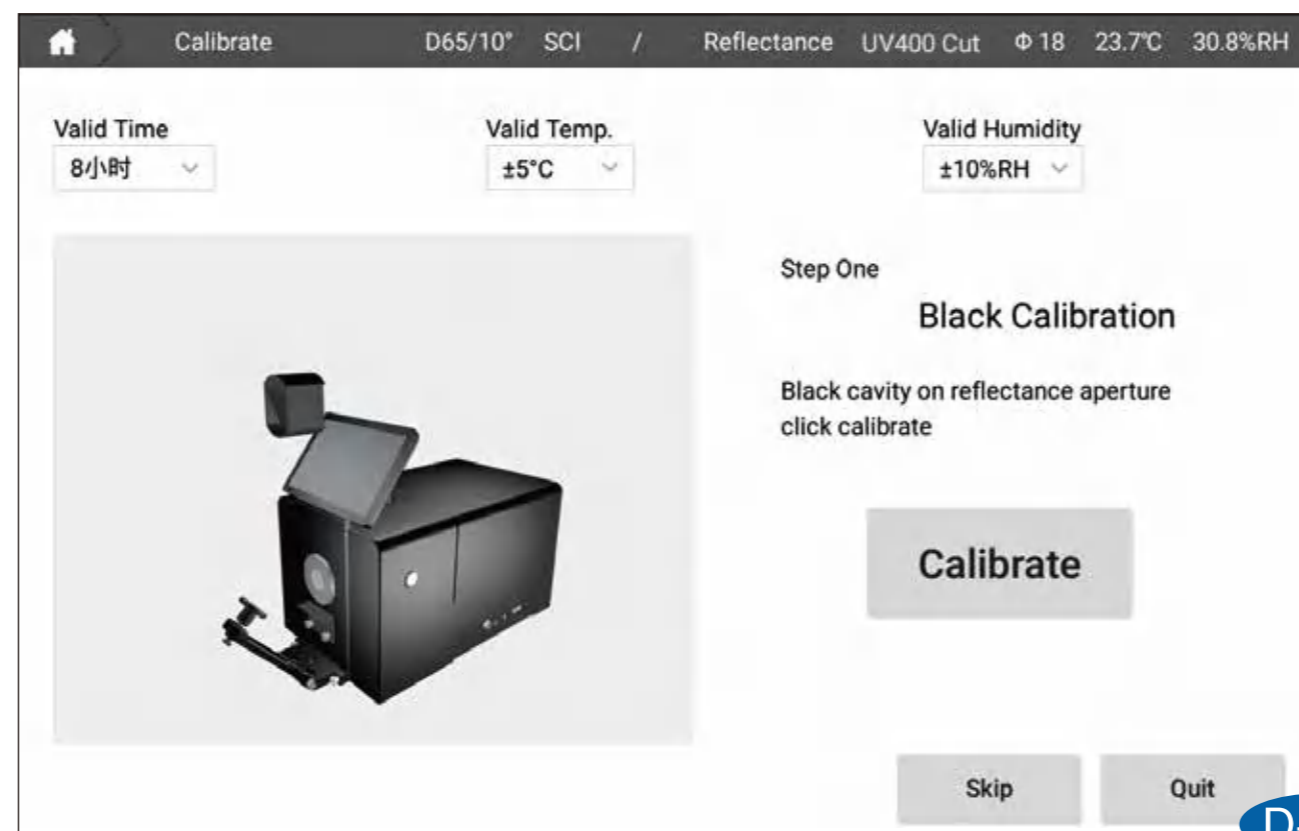 Calibrate D65/10° SCI / Reflectance UV400 Cut Φ 18 23.7℃ 30.8%RH
Valid Time Valid Temp. Valid Humidity
8小时 ±5°C ±10%RH
Step One
Black Calibration
Black cavity on reflectance aperture
click calibrate
Calibrate
Skip Quit